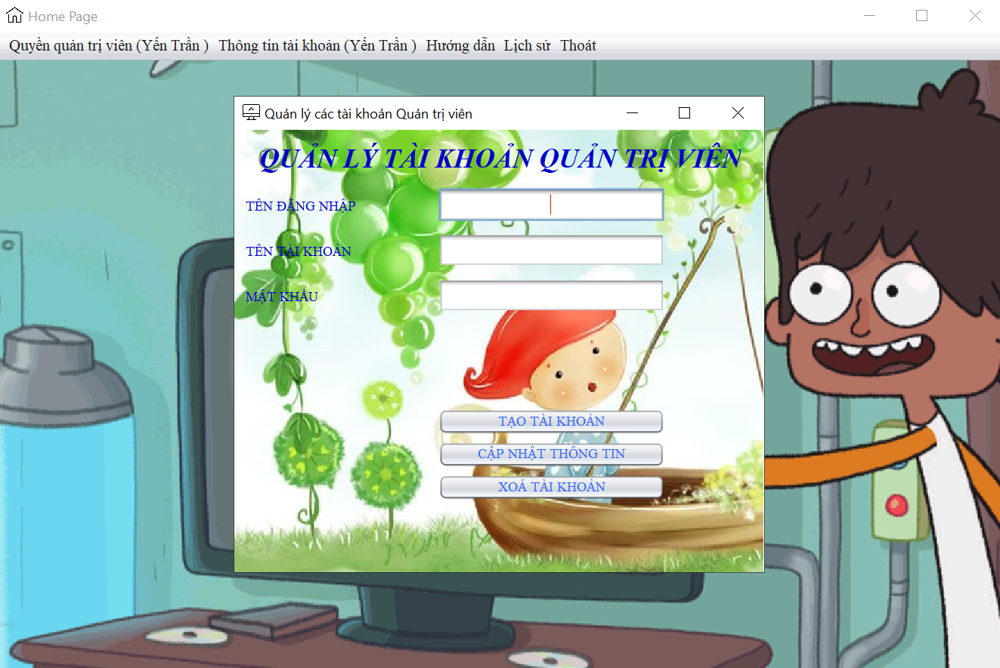 Home Page
Quyền quản trị viên (Yến Trần ) Thông tin tài khoản (Yến Trần ) Hướng dẫn Lịch sử Thoát
Quản lý các tài khoản Quản trị viên
QUẢN LÝ TÀI KHOẢN QUẢN TRỊ VIÊN
TÊN ĐĂNG NHẬP
TÊN TÀI KHOẢN
MẬT KHẨU
TẠO TÀI KHOẢN
CẬP NHẬT THÔNG TIN
XOÁ TÀI KHOẢN